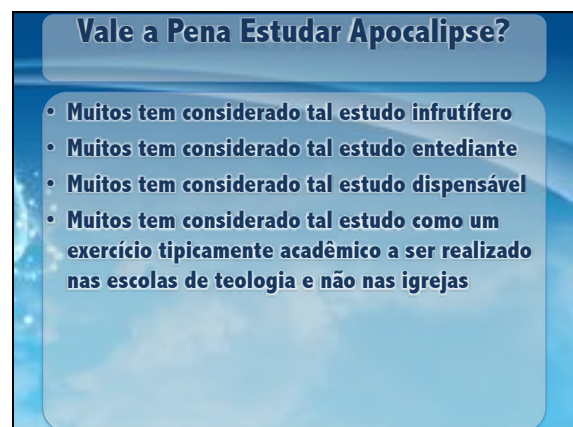 Vale a Pena Estudar Apocalipse?
• Muitos tem considerado tal estudo infrutífero
• Muitos tem considerado tal estudo entediante
• Muitos tem considerado tal estudo dispensável
• Muitos tem considerado tal estudo como um
exercício tipicamente acadêmico a ser realizado
nas escolas de teologia e não nas igrejas